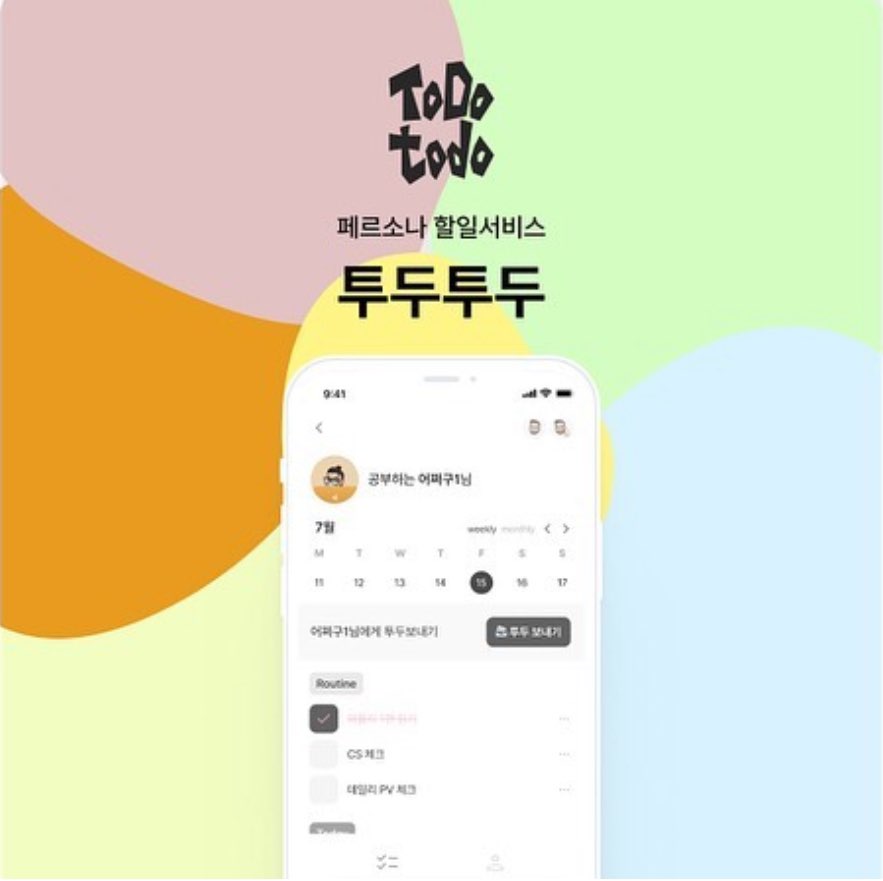 ToDo
todo
페르소나 할일서비스
투두투두
9:41
공부하는 어쩌구1님
7월
weekly monthly
M T W T F S S
11 12 13 14 15 16 17
어쩌구1님에게 투두보내기
투두 보내기
Routine
CS 체크
데일리 PV 체크